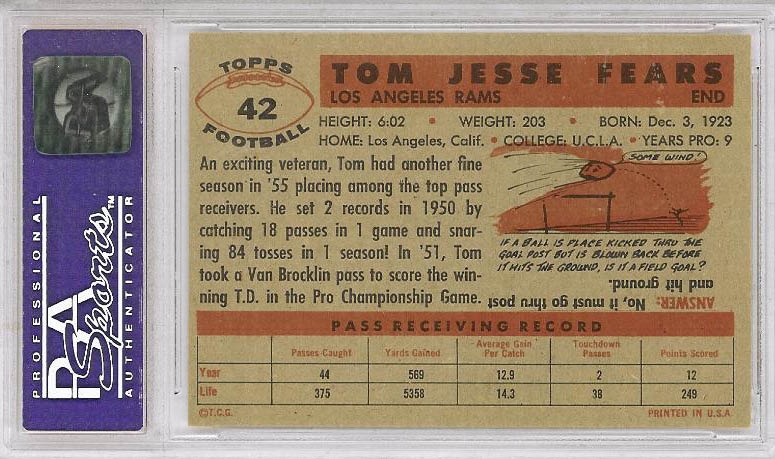 PROFESSIONAL
PSA
Sports™
AUTHENTICATOR
TOPPS
42
FOOTBALL
TOM JESSE FEARS
LOS ANGELES RAMS END
HEIGHT: 6:02 • WEIGHT: 203 • BORN: Dec. 3, 1923
HOME: Los Angeles, Calif. • COLLEGE: U.C.L.A. • YEARS PRO: 9
An exciting veteran, Tom had another fine
season in '55 placing among the top pass
receivers. He set 2 records in 1950 by
catching 18 passes in 1 game and snar-
ing 84 tosses in 1 season! In '51, Tom
took a Van Brocklin pass to score the win-
ning T.D. in the Pro Championship Game.
SOME WIND!
IF A BALL IS PLACE KICKED THRU THE
GOAL POST BUT IS BLOWN BACK BEFORE
IT HITS THE GROUND, IS IT A FIELD GOAL?
ANSWER: No, it must go thru post
and hit ground.
PASS RECEIVING RECORD
Passes Caught Yards Gained Average Gain Per Catch Touchdown Passes Points Scored
Year 44 569 12.9 2 12
Life 375 5358 14.3 38 249
©T.C.G. PRINTED IN U.S.A.